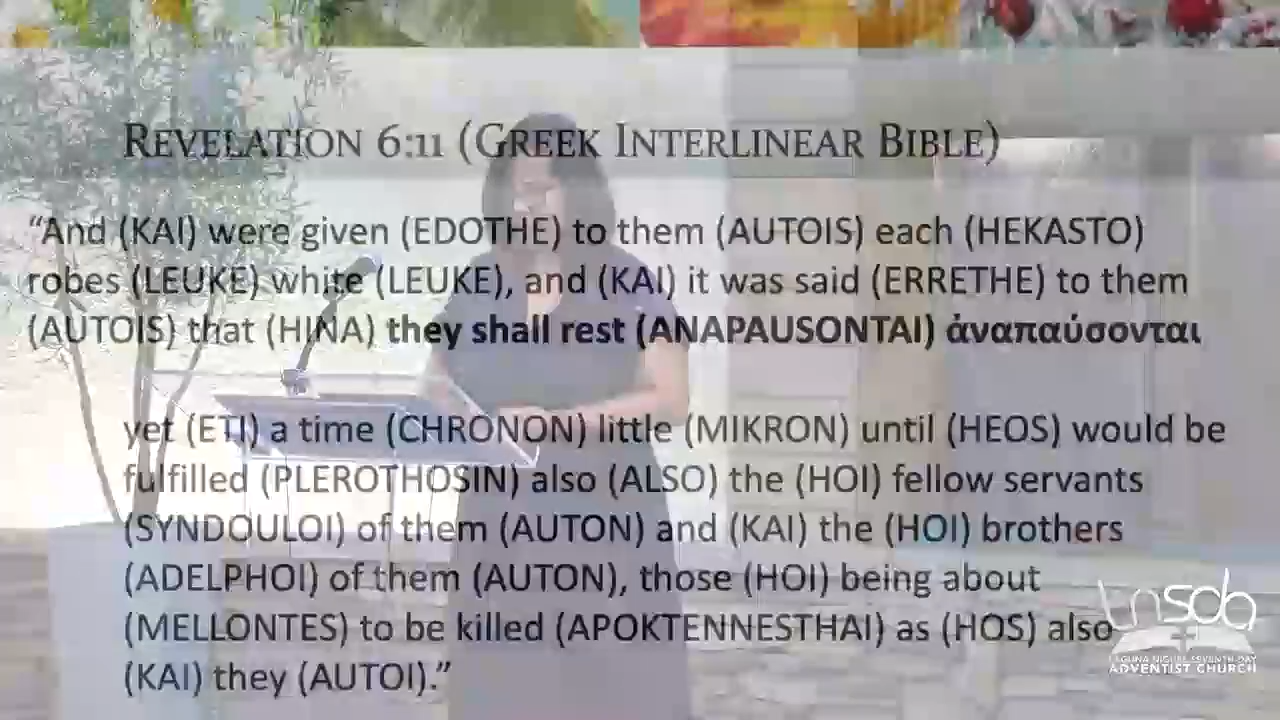 REVELATION 6:11 (GREEK INTERLINEAR BIBLE)
“And (KAI) were given (EDOTHE) to them (AUTOIS) each (HEKASTO)
robes (LEUKE) white (LEUKE), and (KAI) it was said (ERRETHE) to them
(AUTOIS) that (HINA) they shall rest (ANAPAUSONTAI) ἀναπαύσονται
yet (ETI) a time (CHRONON) little (MIKRON) until (HEOS) would be
fulfilled (PLEROTHOSIN) also (ALSO) the (HOI) fellow servants
(SYNDOULOI) of them (AUTON) and (KAI) the (HOI) brothers
(ADELPHOI) of them (AUTON), those (HOI) being about
(MELLONTES) to be killed (APOKTENNESTHAI) as (HOS) also
(KAI) they (AUTOI).”
lnsda
LAGUNA NIGUEL SEVENTH-DAY
ADVENTIST CHURCH